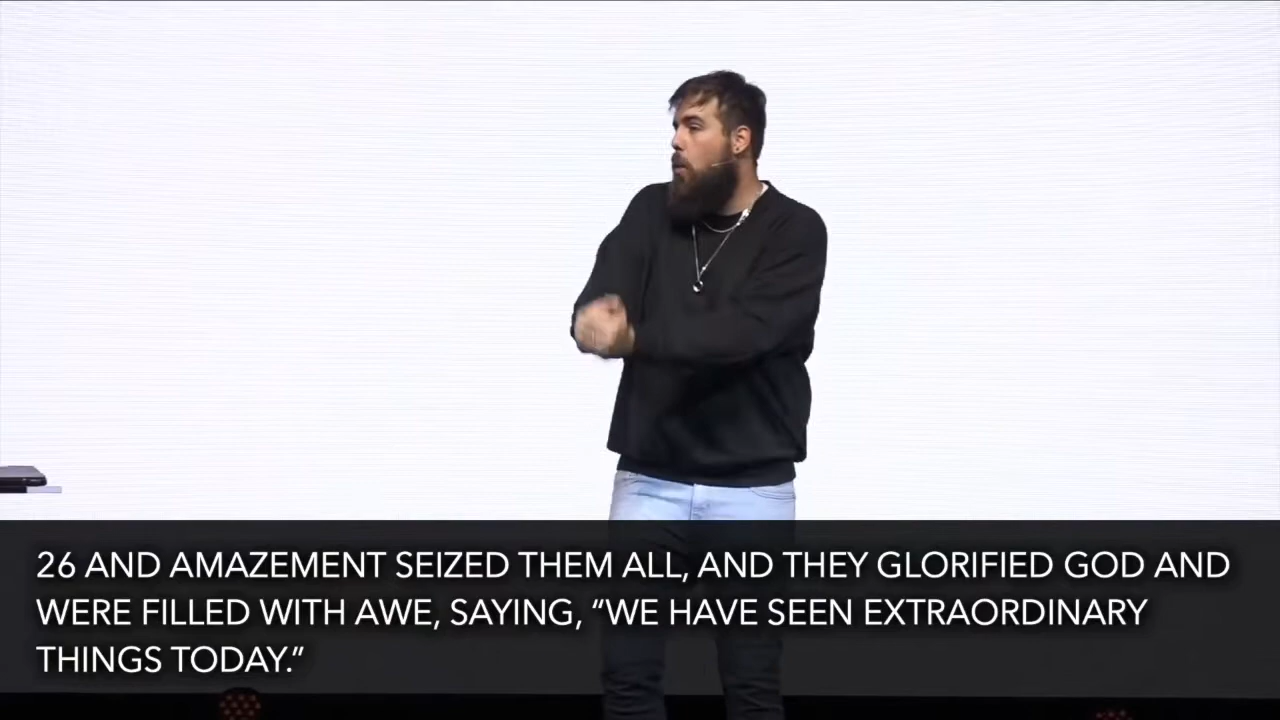 26 AND AMAZEMENT SEIZED THEM ALL, AND THEY GLORIFIED GOD AND
WERE FILLED WITH AWE, SAYING, “WE HAVE SEEN EXTRAORDINARY
THINGS TODAY.”